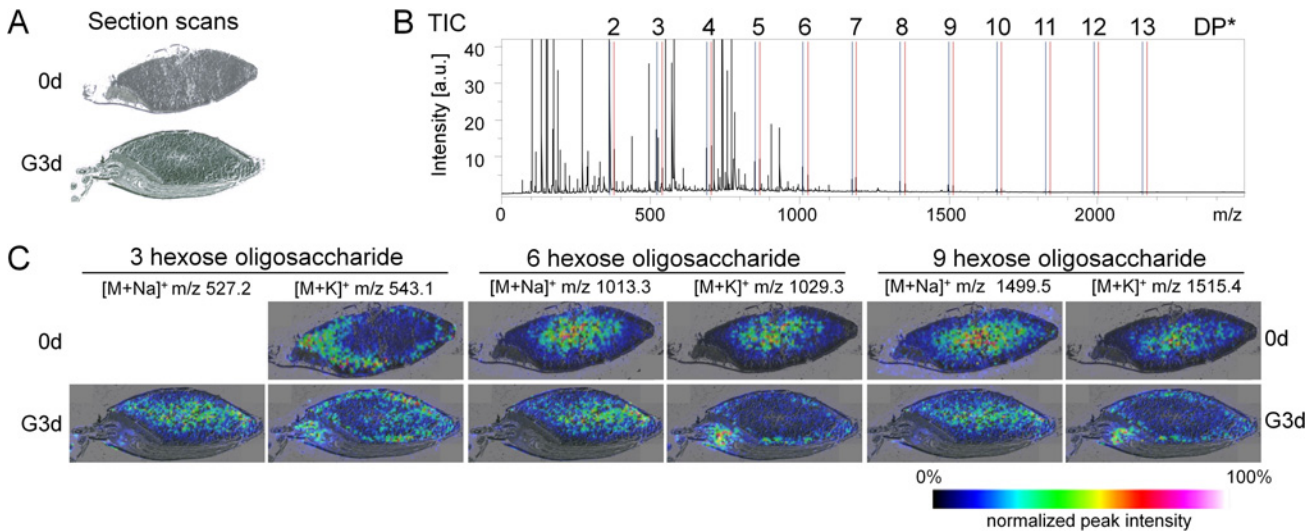 A
Section scans
0d
G3d
B TIC 2 3 4 5 6 7 8 9 10 11 12 13 DP*
Intensity [a.u.]
40
30
20
10
0 500 1000 1500 2000 m/z
C
3 hexose oligosaccharide 6 hexose oligosaccharide 9 hexose oligosaccharide
[M+Na]⁺ m/z 527.2 [M+K]⁺ m/z 543.1 [M+Na]⁺ m/z 1013.3 [M+K]⁺ m/z 1029.3 [M+Na]⁺ m/z 1499.5 [M+K]⁺ m/z 1515.4
0d 0d
G3d G3d
0% 100%
normalized peak intensity